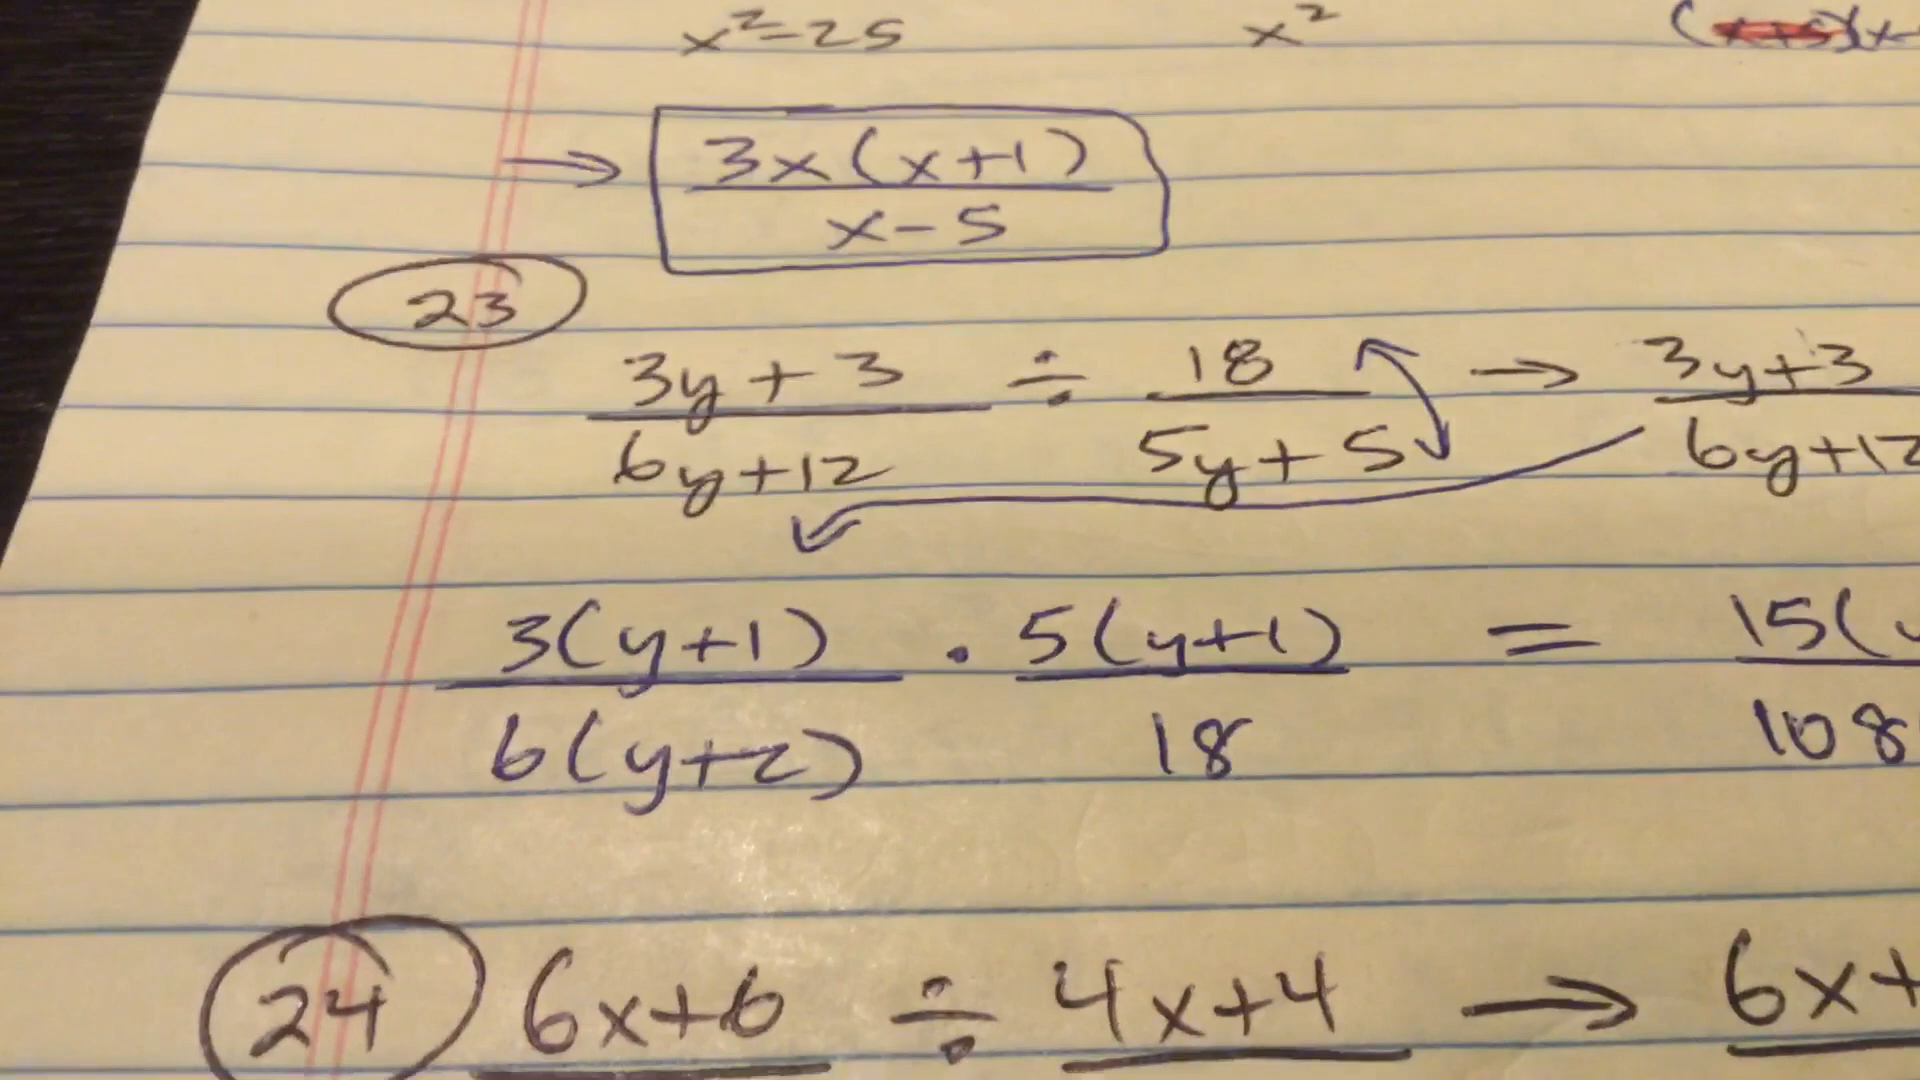 x²-25 x² (x+5)(x-
→ 3x(x+1)
x-5
23
3y+3 ÷ 18 → 3y+3
6y+12 5y+5 6y+12
3(y+1) · 5(y+1) = 15(y
6(y+2) 18 108
24 6x+6 ÷ 4x+4 → 6x+